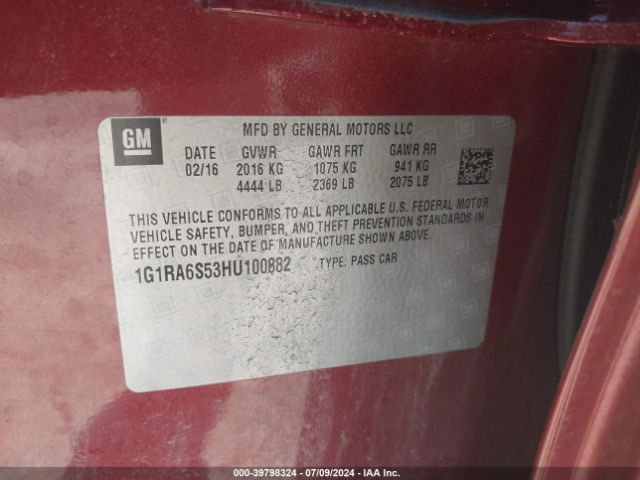 GM
MFD BY GENERAL MOTORS LLC
DATE GVWR GAWR FRT GAWR RR
02/16 2016 KG 1075 KG 941 KG
4444 LB 2369 LB 2075 LB
THIS VEHICLE CONFORMS TO ALL APPLICABLE U.S. FEDERAL MOTOR
VEHICLE SAFETY, BUMPER, AND THEFT PREVENTION STANDARDS IN
EFFECT ON THE DATE OF MANUFACTURE SHOWN ABOVE.
1G1RA6S53HU100882 TYPE: PASS CAR
000-39798324 - 07/09/2024 - IAA Inc.